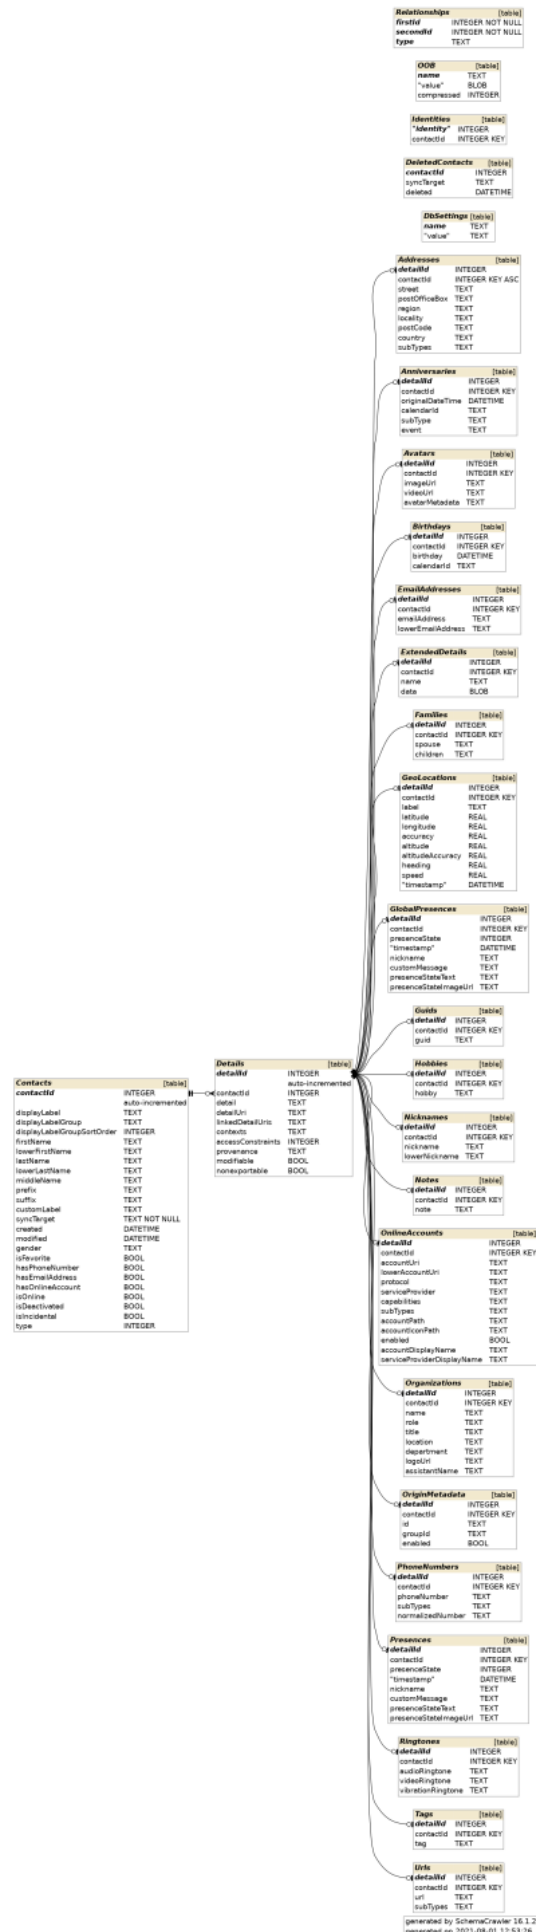 Relationships [table]
firstId INTEGER NOT NULL
secondId INTEGER NOT NULL
type TEXT
OOB [table]
name TEXT
"value" BLOB
compressed INTEGER
Identities [table]
"identity" INTEGER
contactId INTEGER KEY
DeletedContacts [table]
contactId INTEGER
syncTarget TEXT
deleted DATETIME
DbSettings [table]
name TEXT
"value" TEXT
Addresses [table]
detailId INTEGER
contactId INTEGER KEY ASC
street TEXT
postOfficeBox TEXT
region TEXT
locality TEXT
postCode TEXT
country TEXT
subTypes TEXT
Anniversaries [table]
detailId INTEGER
contactId INTEGER KEY
originalDateTime DATETIME
calendarId TEXT
subType TEXT
event TEXT
Avatars [table]
detailId INTEGER
contactId INTEGER KEY
imageUrl TEXT
videoUrl TEXT
avatarMetadata TEXT
Birthdays [table]
detailId INTEGER
contactId INTEGER KEY
birthday DATETIME
calendarId TEXT
EmailAddresses [table]
detailId INTEGER
contactId INTEGER KEY
emailAddress TEXT
lowerEmailAddress TEXT
ExtendedDetails [table]
detailId INTEGER
contactId INTEGER KEY
name TEXT
data BLOB
Families [table]
detailId INTEGER
contactId INTEGER KEY
spouse TEXT
children TEXT
GeoLocations [table]
detailId INTEGER
contactId INTEGER KEY
label TEXT
latitude REAL
longitude REAL
accuracy REAL
altitude REAL
altitudeAccuracy REAL
heading REAL
speed REAL
"timestamp" DATETIME
GlobalPresences [table]
detailId INTEGER
contactId INTEGER KEY
presenceState INTEGER
"timestamp" DATETIME
nickname TEXT
customMessage TEXT
presenceStateText TEXT
presenceStateImageUrl TEXT
Guids [table]
detailId INTEGER
contactId INTEGER KEY
guid TEXT
Contacts [table]
contactId INTEGER
auto-incremented
displayLabel TEXT
displayLabelGroup TEXT
displayLabelGroupSortOrder INTEGER
firstName TEXT
lowerFirstName TEXT
lastName TEXT
lowerLastName TEXT
middleName TEXT
prefix TEXT
suffix TEXT
customLabel TEXT
syncTarget TEXT NOT NULL
created DATETIME
modified DATETIME
gender TEXT
isFavorite BOOL
hasPhoneNumber BOOL
hasEmailAddress BOOL
hasOnlineAccount BOOL
isOnline BOOL
isDeactivated BOOL
isIncidental BOOL
type INTEGER
Details [table]
detailId INTEGER
auto-incremented
contactId INTEGER
detail TEXT
detailUri TEXT
linkedDetailUris TEXT
contexts TEXT
accessConstraints INTEGER
provenance TEXT
modifiable BOOL
nonexportable BOOL
Hobbies [table]
detailId INTEGER
contactId INTEGER KEY
hobby TEXT
Nicknames [table]
detailId INTEGER
contactId INTEGER KEY
nickname TEXT
lowerNickname TEXT
Notes [table]
detailId INTEGER
contactId INTEGER KEY
note TEXT
OnlineAccounts [table]
detailId INTEGER
contactId INTEGER KEY
accountUri TEXT
lowerAccountUri TEXT
protocol TEXT
serviceProvider TEXT
capabilities TEXT
subTypes TEXT
accountPath TEXT
accountIconPath TEXT
enabled BOOL
accountDisplayName TEXT
serviceProviderDisplayName TEXT
Organizations [table]
detailId INTEGER
contactId INTEGER KEY
name TEXT
role TEXT
title TEXT
location TEXT
department TEXT
logoUrl TEXT
assistantName TEXT
OriginMetadata [table]
detailId INTEGER
contactId INTEGER KEY
id TEXT
groupId TEXT
enabled BOOL
PhoneNumbers [table]
detailId INTEGER
contactId INTEGER KEY
phoneNumber TEXT
subTypes TEXT
normalizedNumber TEXT
Presences [table]
detailId INTEGER
contactId INTEGER KEY
presenceState INTEGER
"timestamp" DATETIME
nickname TEXT
customMessage TEXT
presenceStateText TEXT
presenceStateImageUrl TEXT
Ringtones [table]
detailId INTEGER
contactId INTEGER KEY
audioRingtone TEXT
videoRingtone TEXT
vibrationRingtone TEXT
Tags [table]
detailId INTEGER
contactId INTEGER KEY
tag TEXT
Urls [table]
detailId INTEGER
contactId INTEGER KEY
url TEXT
subTypes TEXT
generated by SchemaCrawler 16.1.2
generated on 2021-08-01 12:53:26